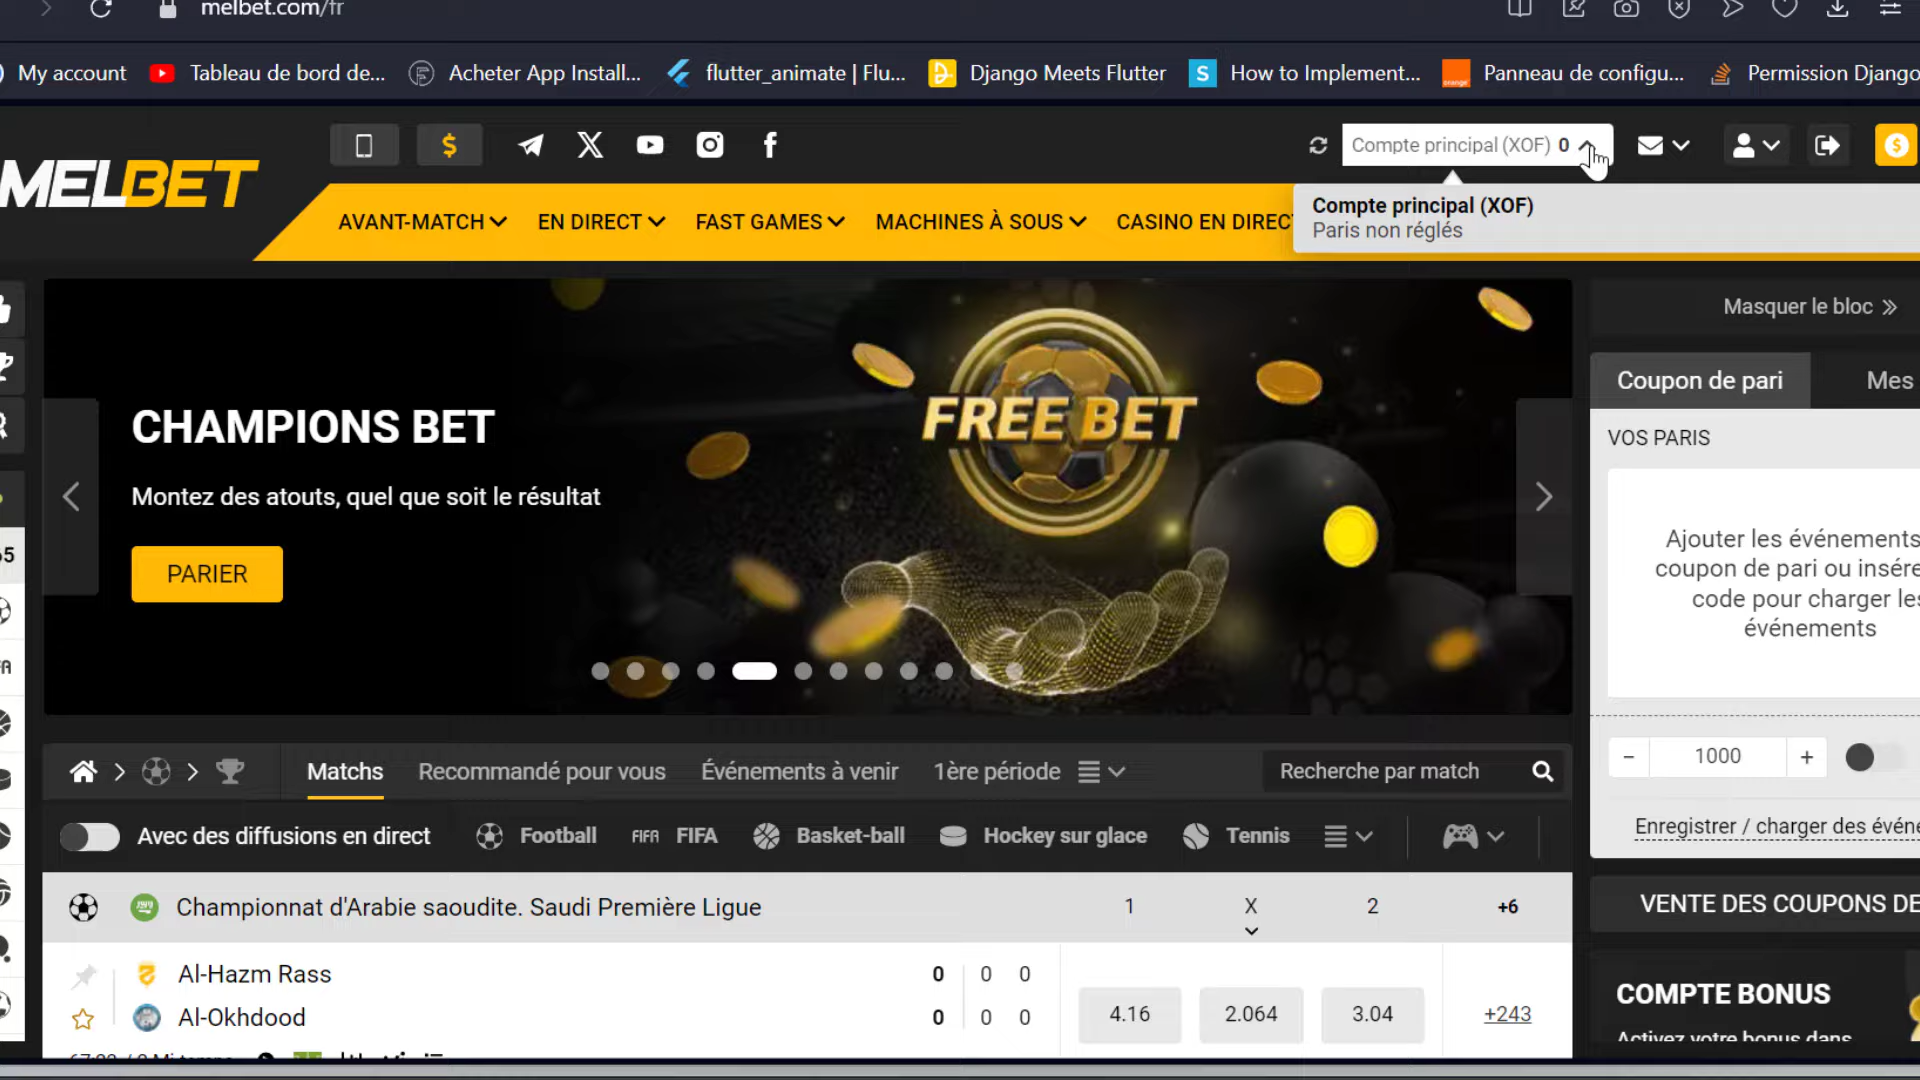 melbet.com/fr
My account
Tableau de bord de...
Acheter App Install...
flutter_animate | Flu...
Django Meets Flutter
How to Implement...
Panneau de configu...
Permission Django
MELBET
Compte principal (XOF) 0
AVANT-MATCH
EN DIRECT
FAST GAMES
MACHINES À SOUS
CASINO EN DIRECT
Compte principal (XOF)
Paris non réglés
CHAMPIONS BET
Montez des atouts, quel que soit le résultat
PARIER
FREE BET
Masquer le bloc
Coupon de pari
Mes
VOS PARIS
Ajouter les événements
coupon de pari ou insére
code pour charger les
événements
- 1000 +
Enregistrer / charger des événe
VENTE DES COUPONS DE
COMPTE BONUS
Activez votre bonus dans
Matchs
Recommandé pour vous
Événements à venir
1ère période
Recherche par match
Avec des diffusions en direct
Football
FIFA FIFA
Basket-ball
Hockey sur glace
Tennis
Championnat d'Arabie saoudite. Saudi Première Ligue
1 X 2 +6
Al-Hazm Rass 0 0 0
Al-Okhdood 0 0 0
4.16 2.064 3.04 +243